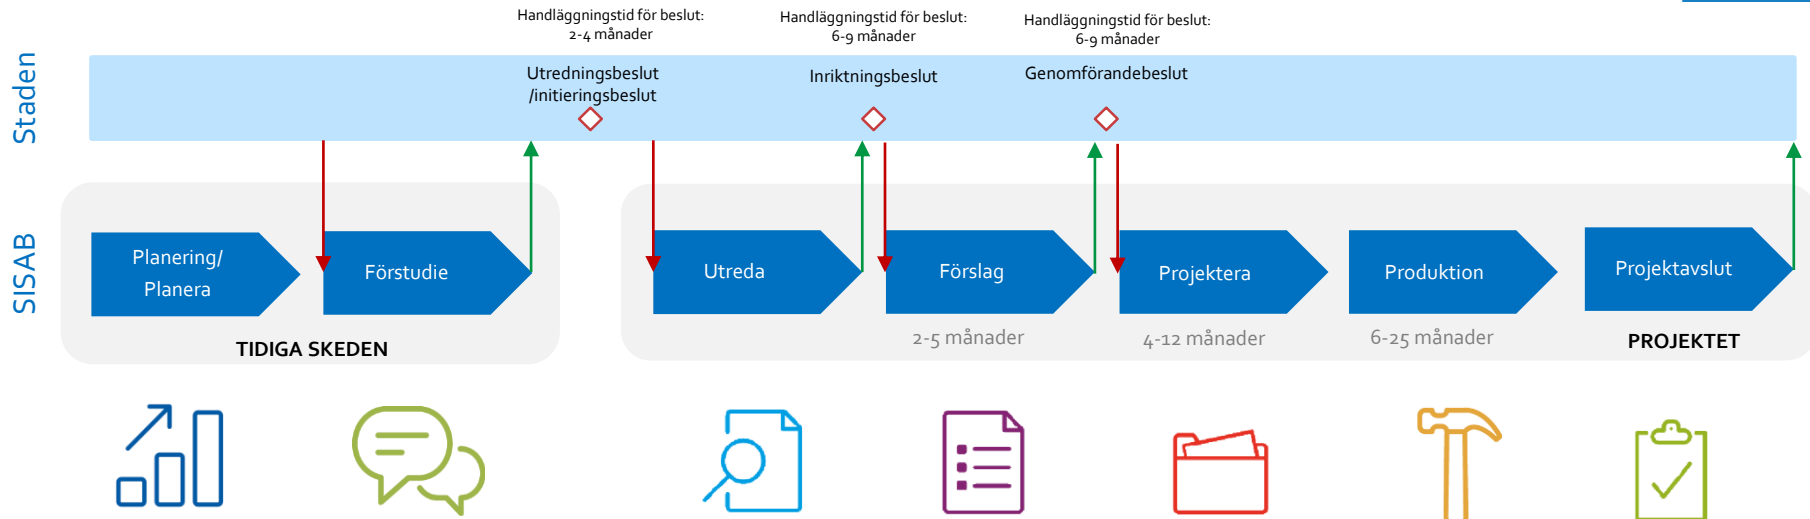 Handläggningstid för beslut:
2-4 månader
Handläggningstid för beslut:
6-9 månader
Handläggningstid för beslut:
6-9 månader
Staden
Utredningsbeslut
/initieringsbeslut
Inriktningsbeslut
Genomförandebeslut
SISAB
Planering/
Planera
Förstudie
Utreda
Förslag
Projektera
Produktion
Projektavslut
TIDIGA SKEDEN
2-5 månader
4-12 månader
6-25 månader
PROJEKTET